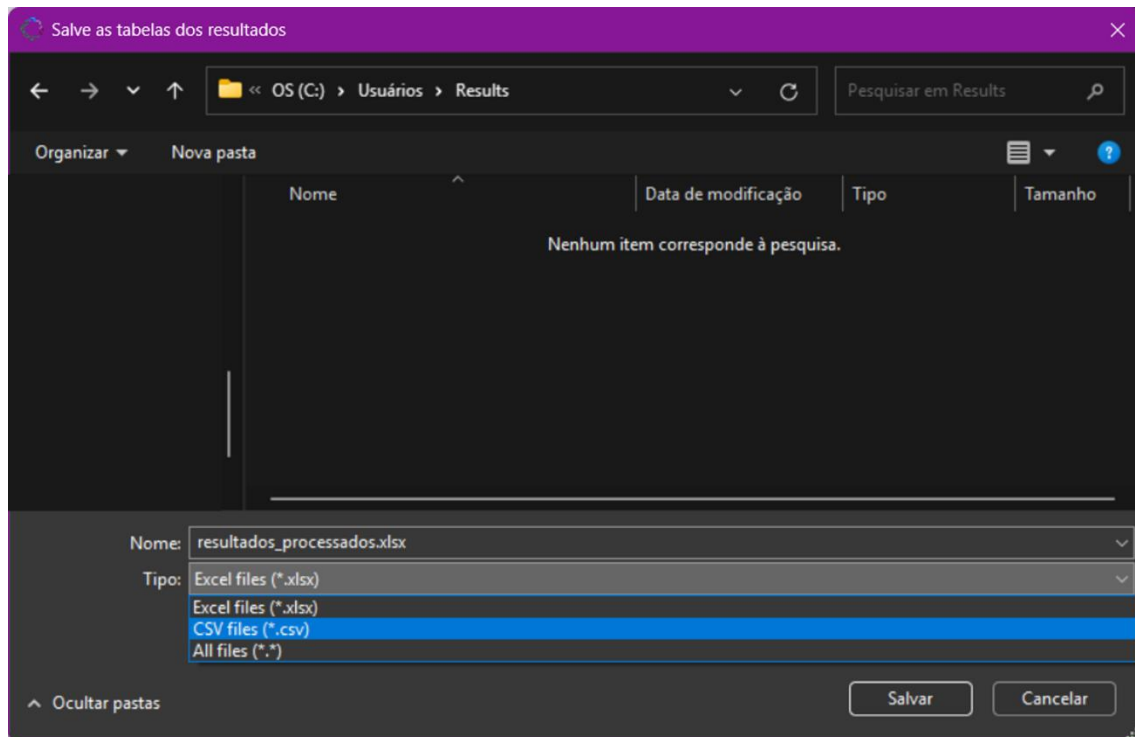 Salve as tabelas dos resultados
« OS (C:) › Usuários › Results
Pesquisar em Results
Organizar
Nova pasta
?
Nome
Data de modificação
Tipo
Tamanho
Nenhum item corresponde à pesquisa.
Nome: resultados_processados.xlsx
Tipo: Excel files (*.xlsx)
Excel files (*.xlsx)
CSV files (*.csv)
All files (*.*)
Ocultar pastas
Salvar
Cancelar